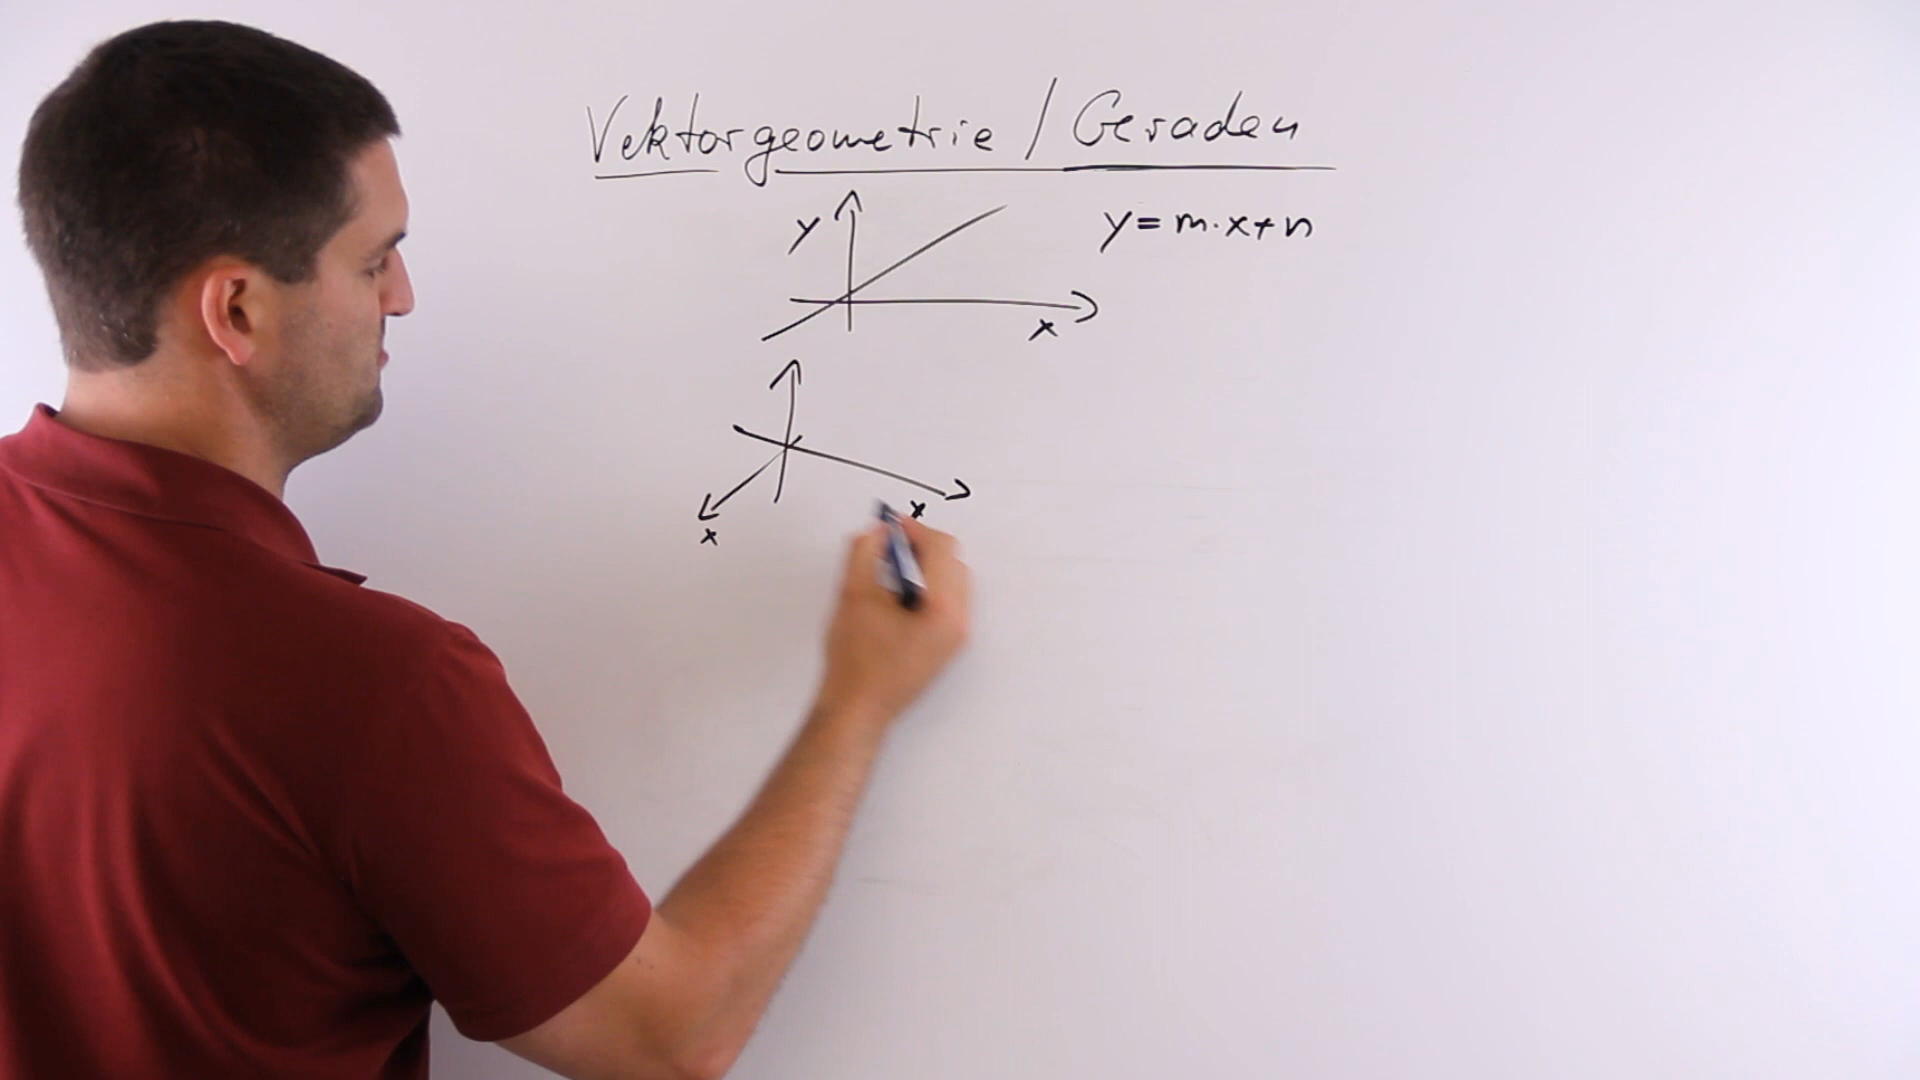 Vektorgeometrie / Geraden
y
y = m·x + n
x
x
x